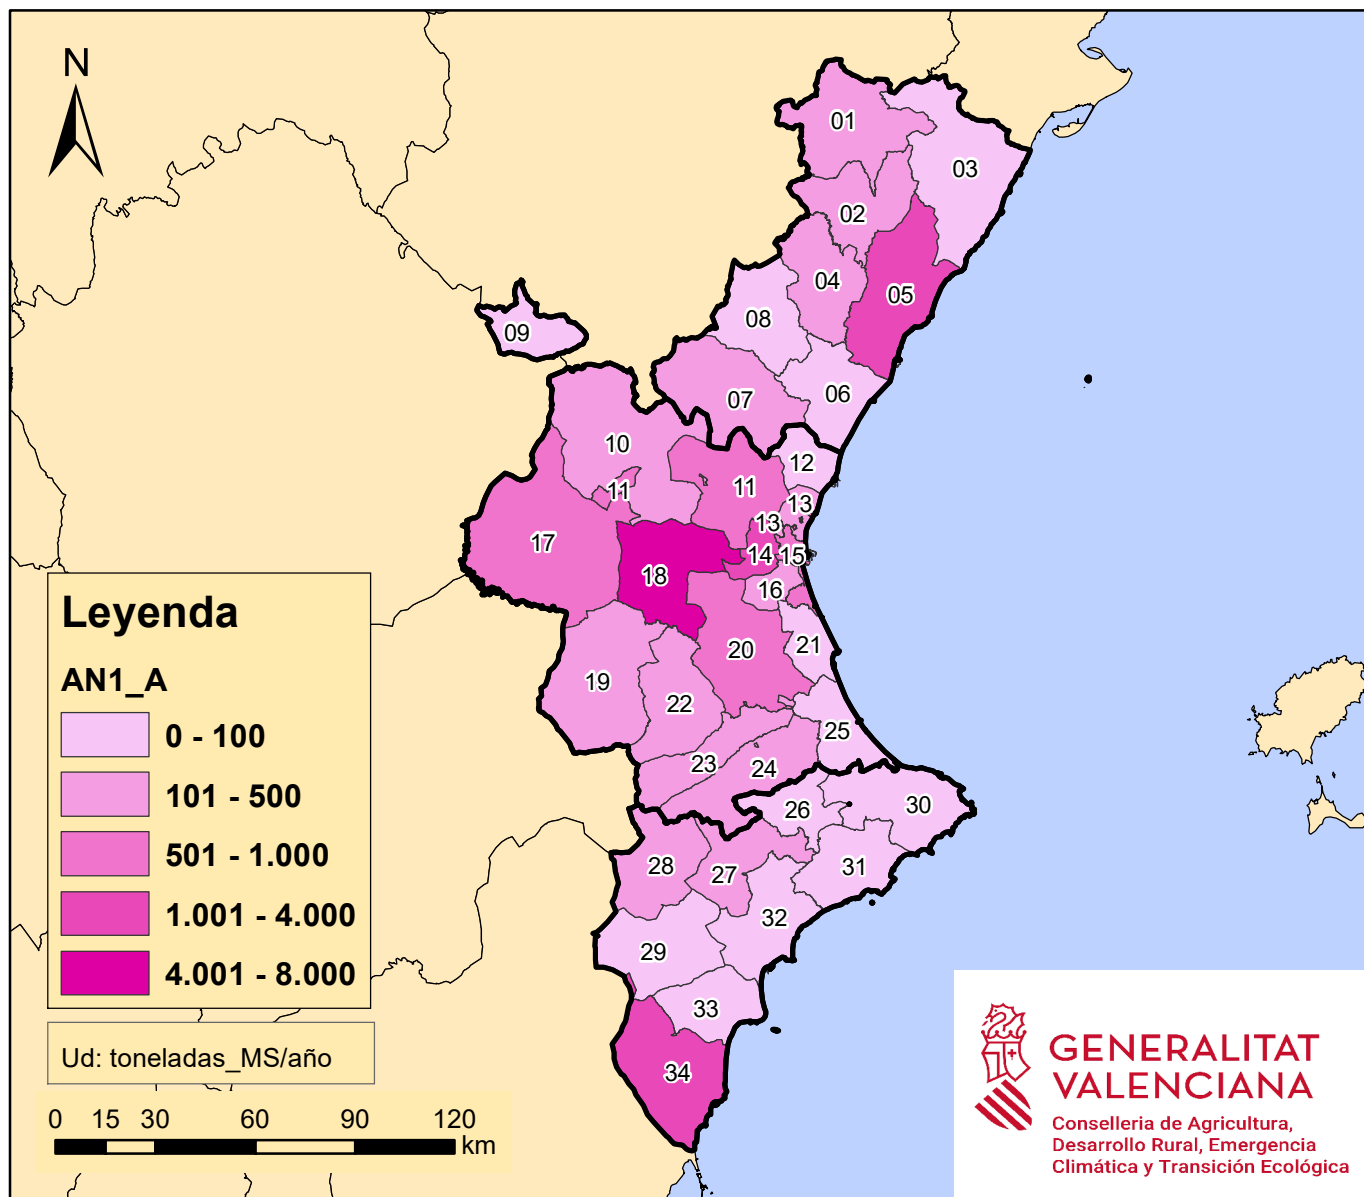 N
01
03
02
04
05
08
09
06
07
10
12
11
11
13
13
17
14
15
18
16
21
20
19
22
25
23
24
26
30
28
27
31
32
29
33
34
Leyenda
AN1_A
0 - 100
101 - 500
501 - 1.000
1.001 - 4.000
4.001 - 8.000
Ud: toneladas_MS/año
0 15 30 60 90 120
km
GENERALITAT
VALENCIANA
Conselleria de Agricultura,
Desarrollo Rural, Emergencia
Climática y Transición Ecológica